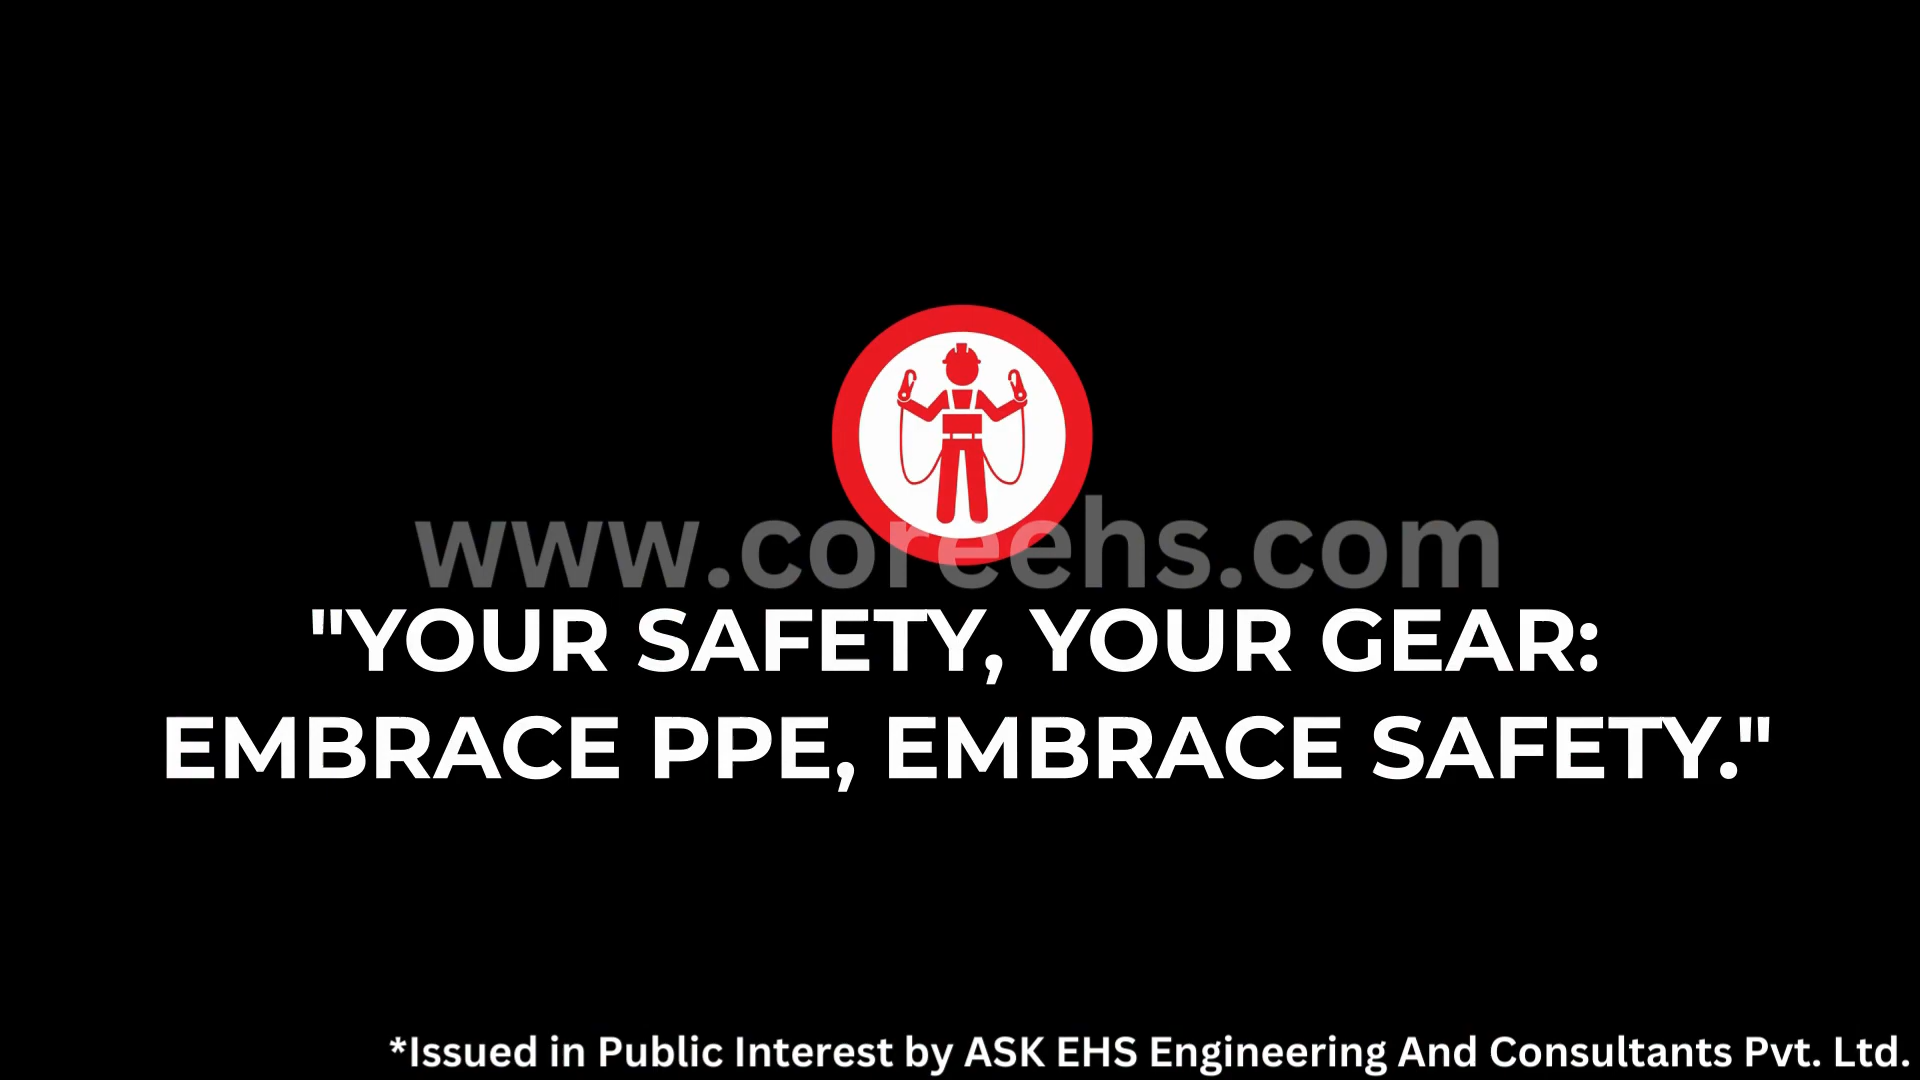 www.coreehs.com
"YOUR SAFETY, YOUR GEAR:
EMBRACE PPE, EMBRACE SAFETY."
*Issued in Public Interest by ASK EHS Engineering And Consultants Pvt. Ltd.